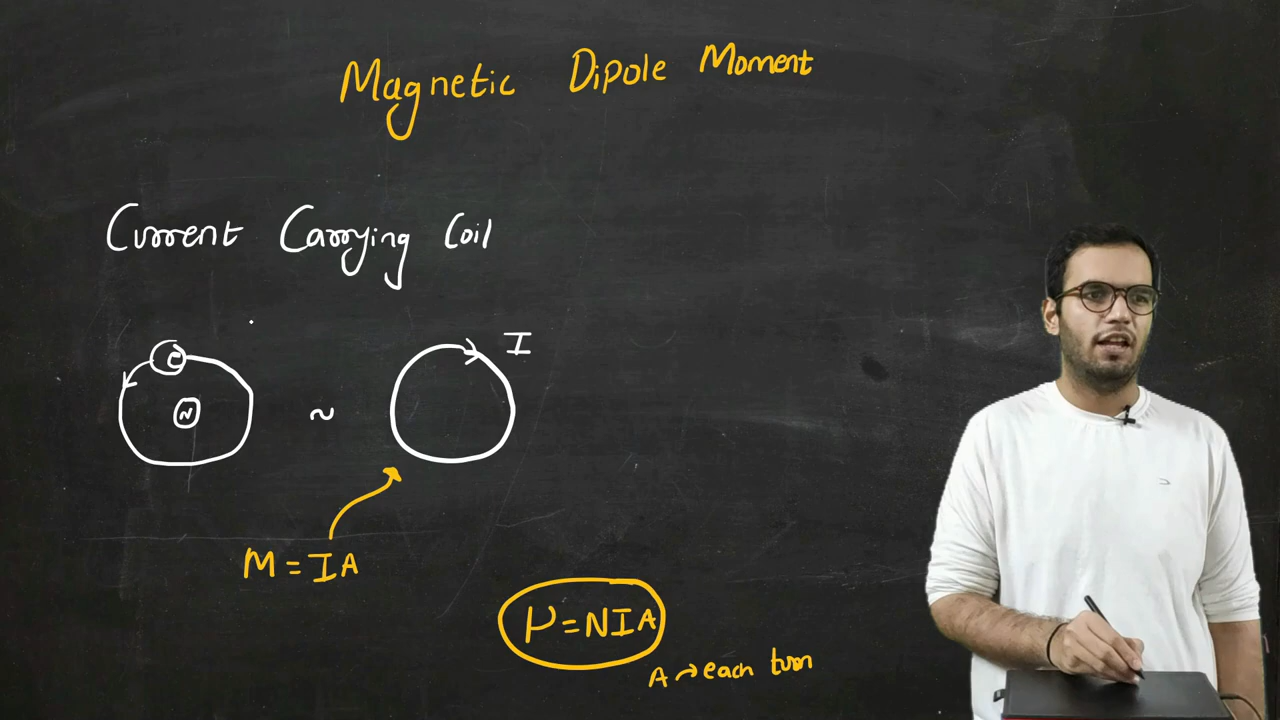 Magnetic Dipole Moment
Current Carrying Coil
I
e
N
~
M = IA
μ = NIA
A → each turn